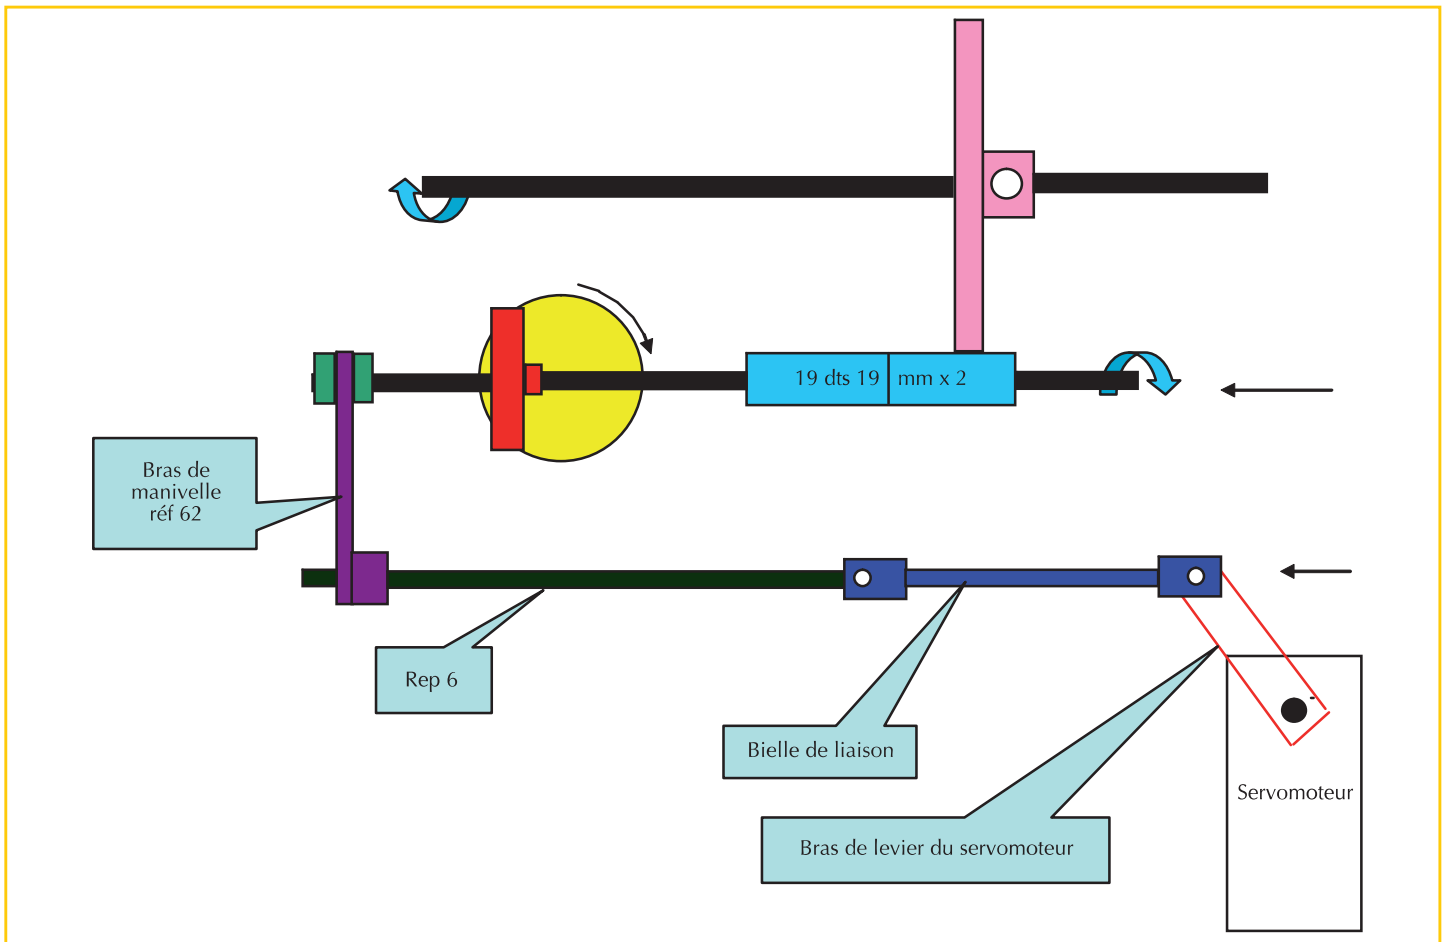 19 dts 19 mm x 2
Bras de
manivelle
réf 62
Rep 6
Bielle de liaison
Servomoteur
Bras de levier du servomoteur